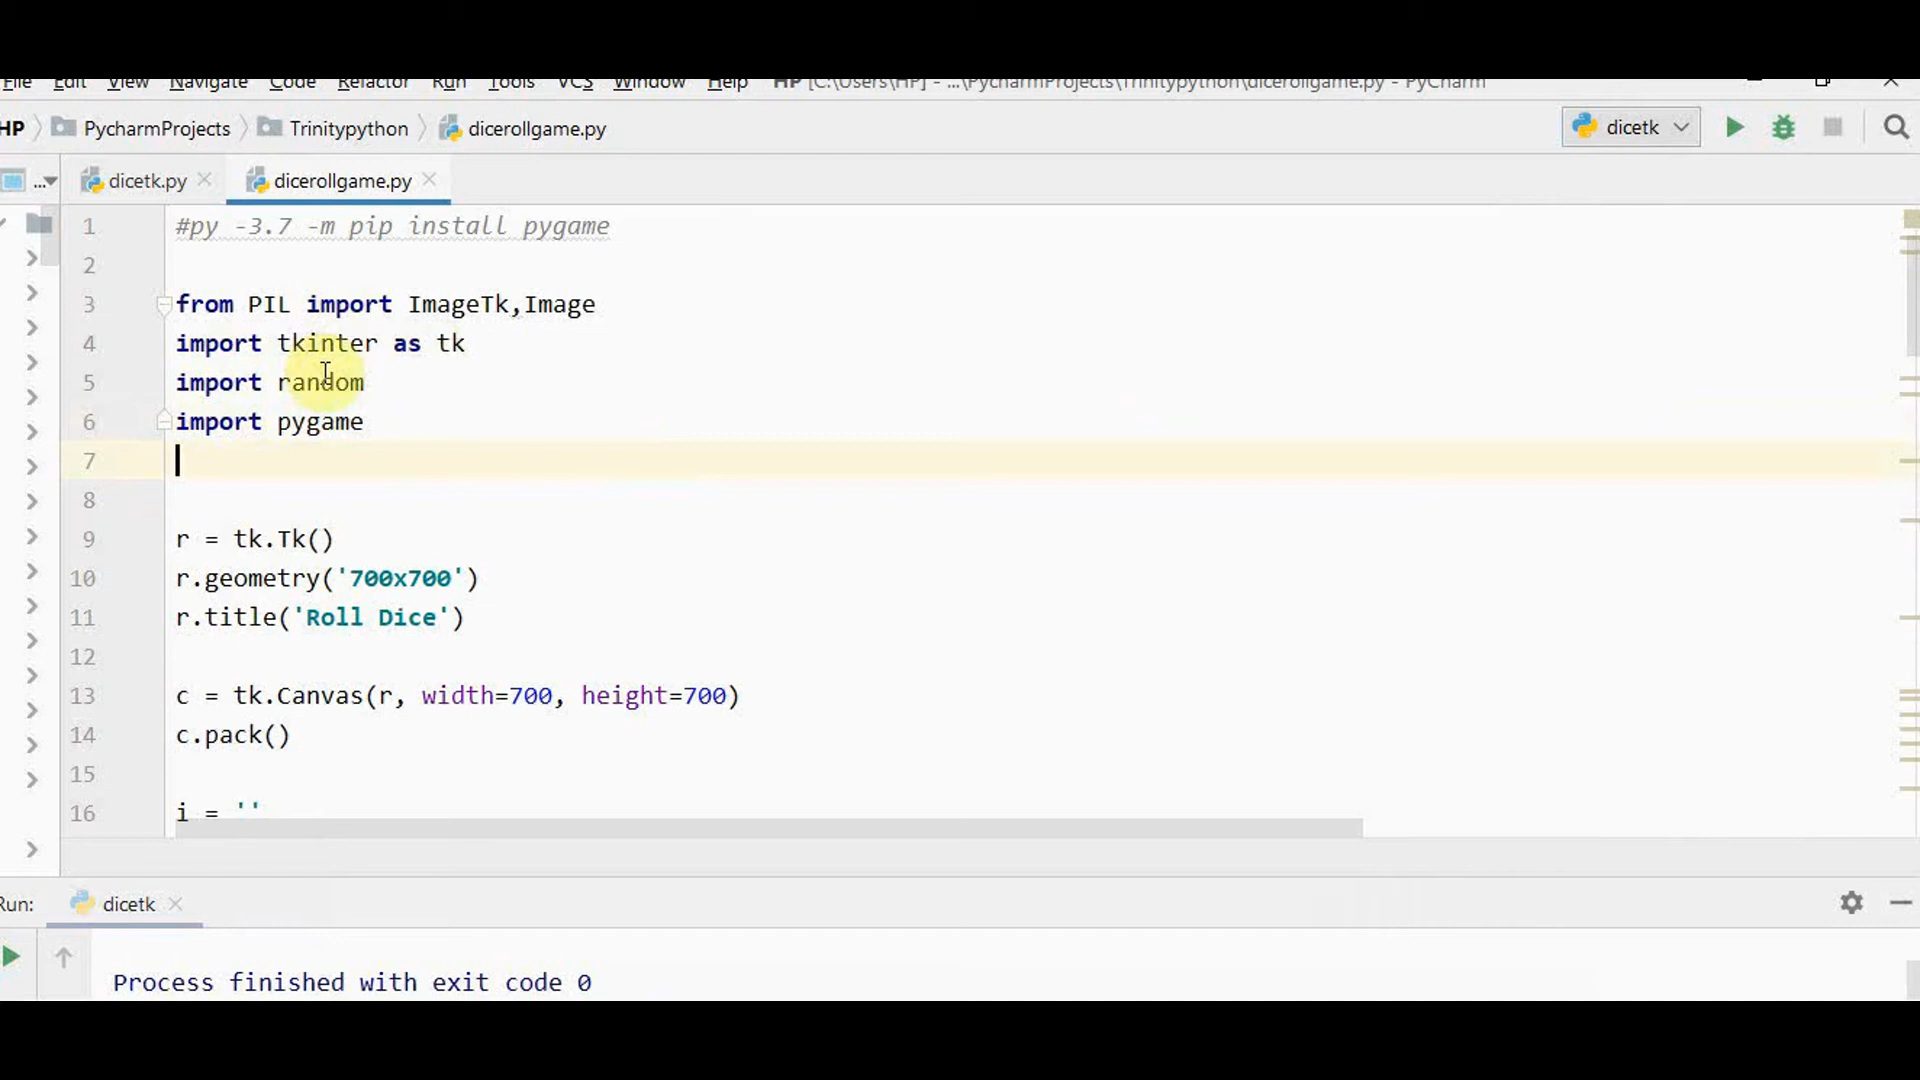 File Edit View Navigate Code Refactor Run Tools VCS Window Help HP [C:\Users\HP] - ...\PycharmProjects\Trinitypython\dicerollgame.py - PyCharm
HP PycharmProjects Trinitypython dicerollgame.py dicetk
... dicetk.py dicerollgame.py
1 #py -3.7 -m pip install pygame
2
3 from PIL import ImageTk,Image
4 import tkinter as tk
5 import random
6 import pygame
7
8
9 r = tk.Tk()
10 r.geometry('700x700')
11 r.title('Roll Dice')
12
13 c = tk.Canvas(r, width=700, height=700)
14 c.pack()
15
16 i = ''
Run: dicetk
Process finished with exit code 0